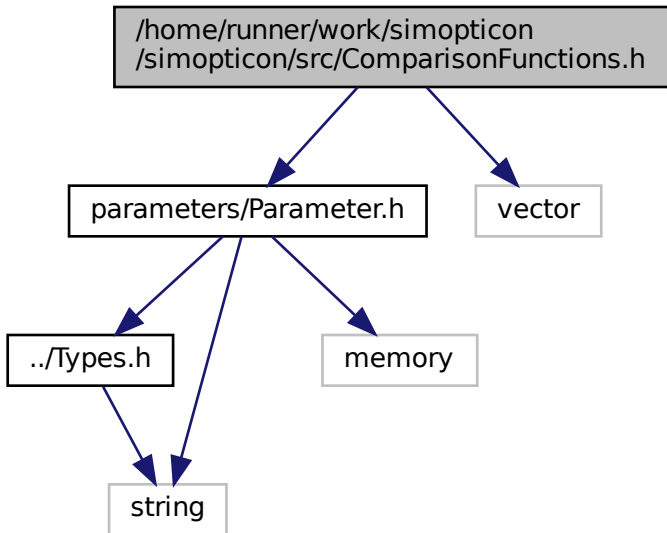 /home/runner/work/simopticon
/simopticon/src/ComparisonFunctions.h
parameters/Parameter.h
vector
../Types.h
memory
string